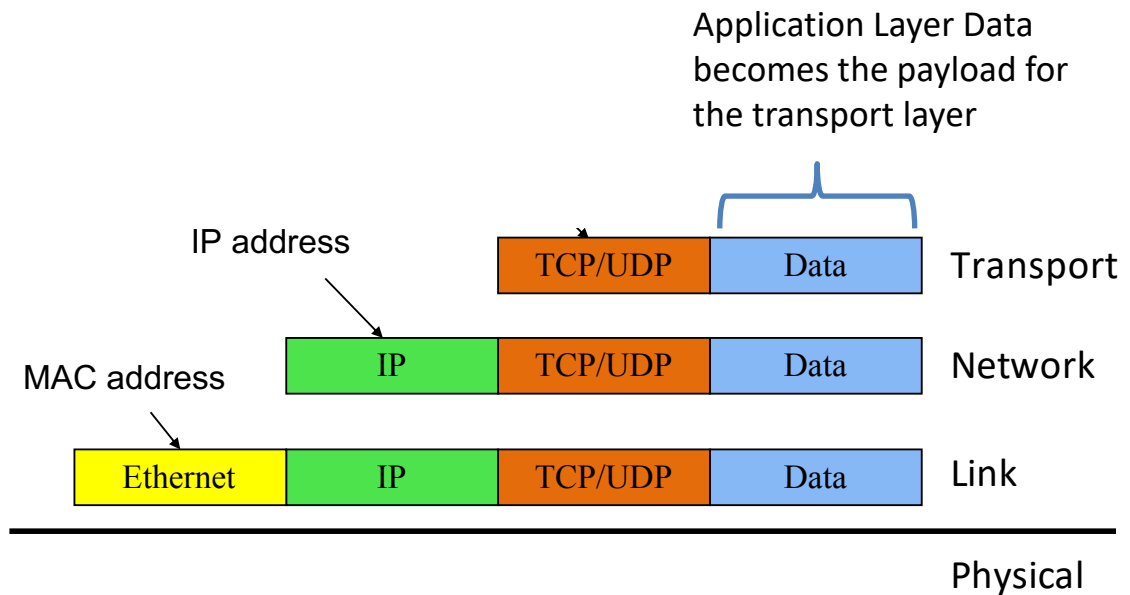 Application Layer Data
becomes the payload for
the transport layer
IP address
TCP/UDP Data Transport
MAC address
IP TCP/UDP Data Network
Ethernet IP TCP/UDP Data Link
Physical